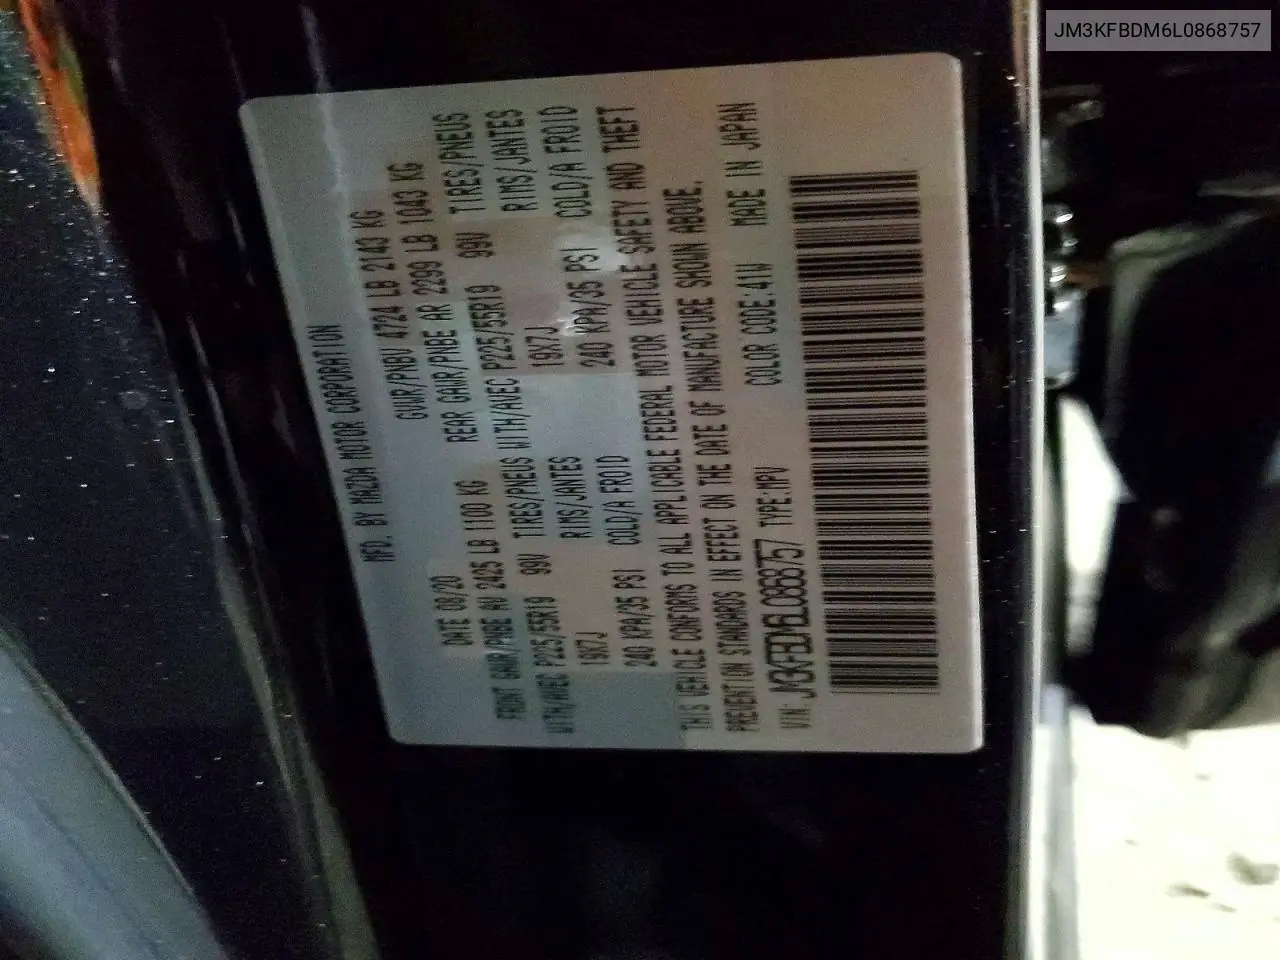 JM3KFBDM6L0868757
MFD. BY MAZDA MOTOR CORPORATION
DATE 08/20 GVWR/PNBV 4724 LB 2143 KG
FRONT GAWR/PNBE AV 2425 LB 1100 KG REAR GAWR/PNBE AR 2299 LB 1043 KG
WITH/AVEC P225/55R19 99V TIRES/PNEUS WITH/AVEC P225/55R19 99V TIRES/PNEUS
19X7J RIMS/JANTES 19X7J RIMS/JANTES
240 KPA/35 PSI COLD/A FROID 240 KPA/35 PSI COLD/A FROID
THIS VEHICLE CONFORMS TO ALL APPLICABLE FEDERAL MOTOR VEHICLE SAFETY AND THEFT
PREVENTION STANDARDS IN EFFECT ON THE DATE OF MANUFACTURE SHOWN ABOVE.
VIN: JM3KFBDM6L0868757 TYPE:MPV COLOR CODE:41W MADE IN JAPAN